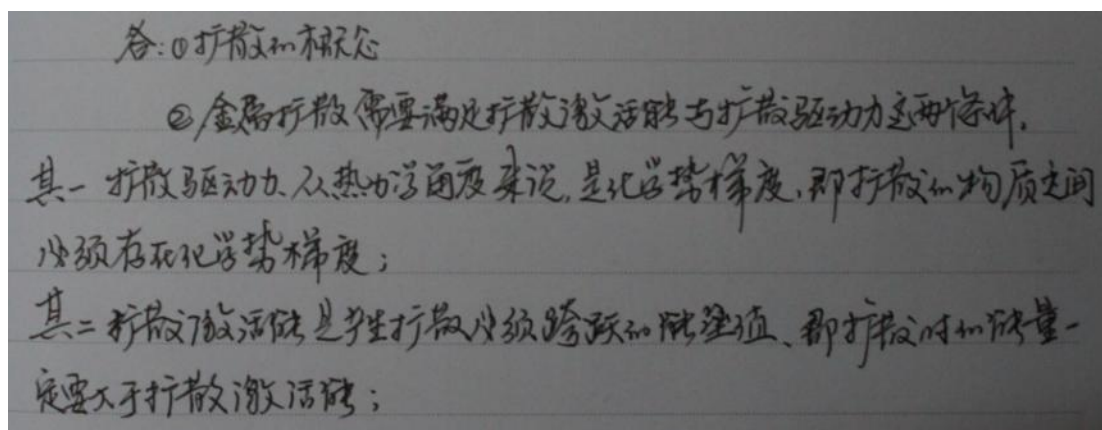 答:①扩散的概念
②金属扩散需要满足扩散激活能与扩散驱动力这两个条件.
其一 扩散驱动力、从热力学角度来说,是化学势梯度,即扩散的物质之间
必须存在化学势梯度;
其二 扩散激活能是产生扩散必须跨跃的能垒值、即扩散时的能量一
定要大于扩散激活能;